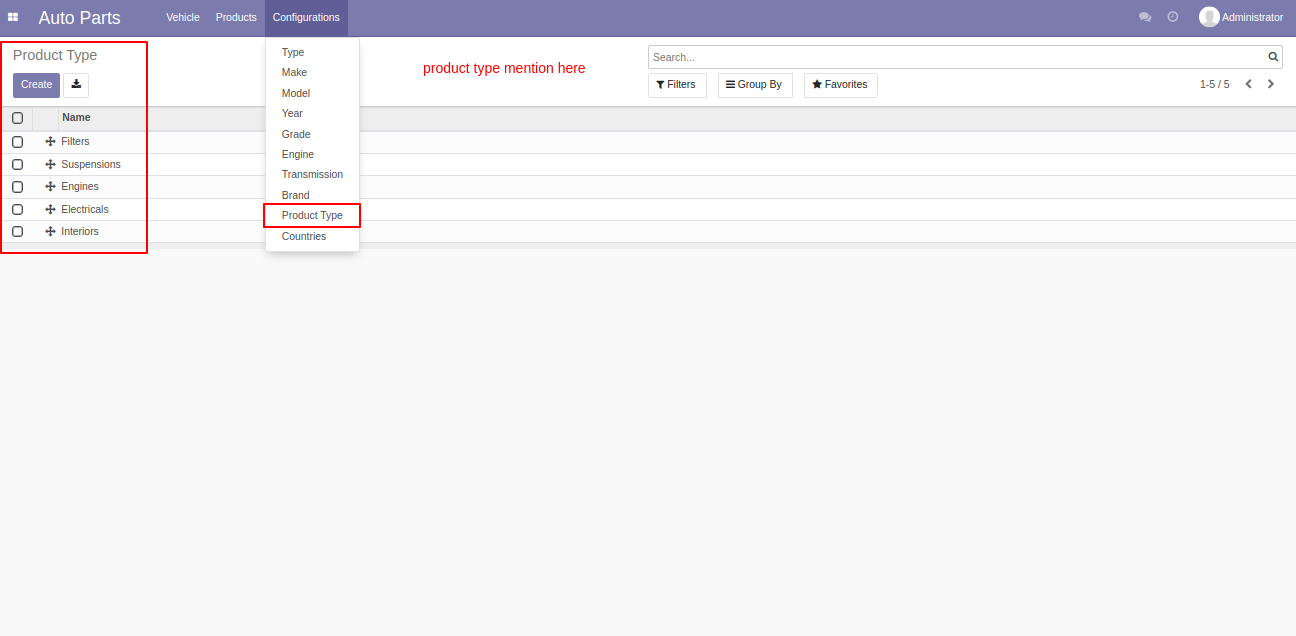 Auto Parts Vehicle Products Configurations Administrator
Product Type
Create
Type
Make
Model
Year
Grade
Engine
Transmission
Brand
Product Type
Countries
product type mention here
Search...
Filters Group By Favorites 1-5 / 5
Name
Filters
Suspensions
Engines
Electricals
Interiors